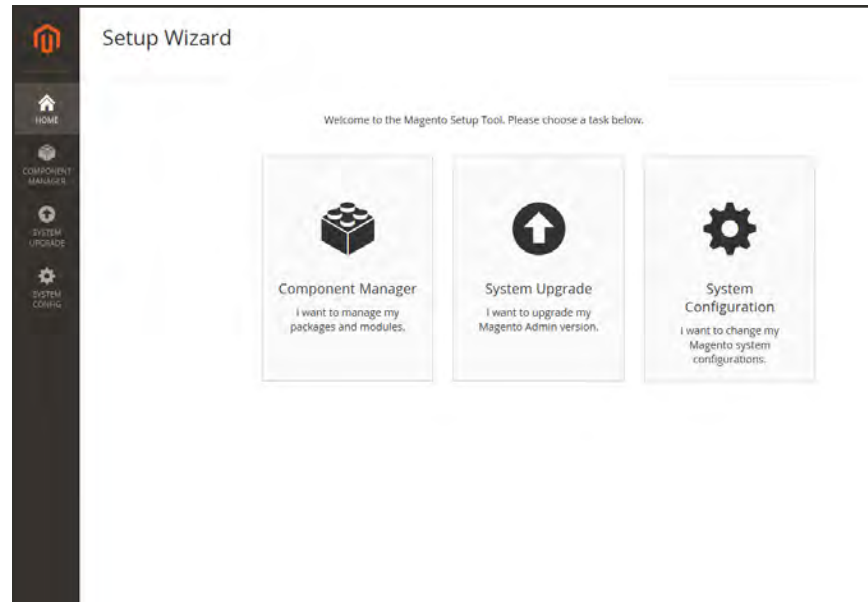 Setup Wizard
HOME
COMPONENT
MANAGER
SYSTEM
UPGRADE
SYSTEM
CONFIG
Welcome to the Magento Setup Tool. Please choose a task below.
Component Manager
I want to manage my
packages and modules.
System Upgrade
I want to upgrade my
Magento Admin version.
System
Configuration
I want to change my
Magento system
configurations.